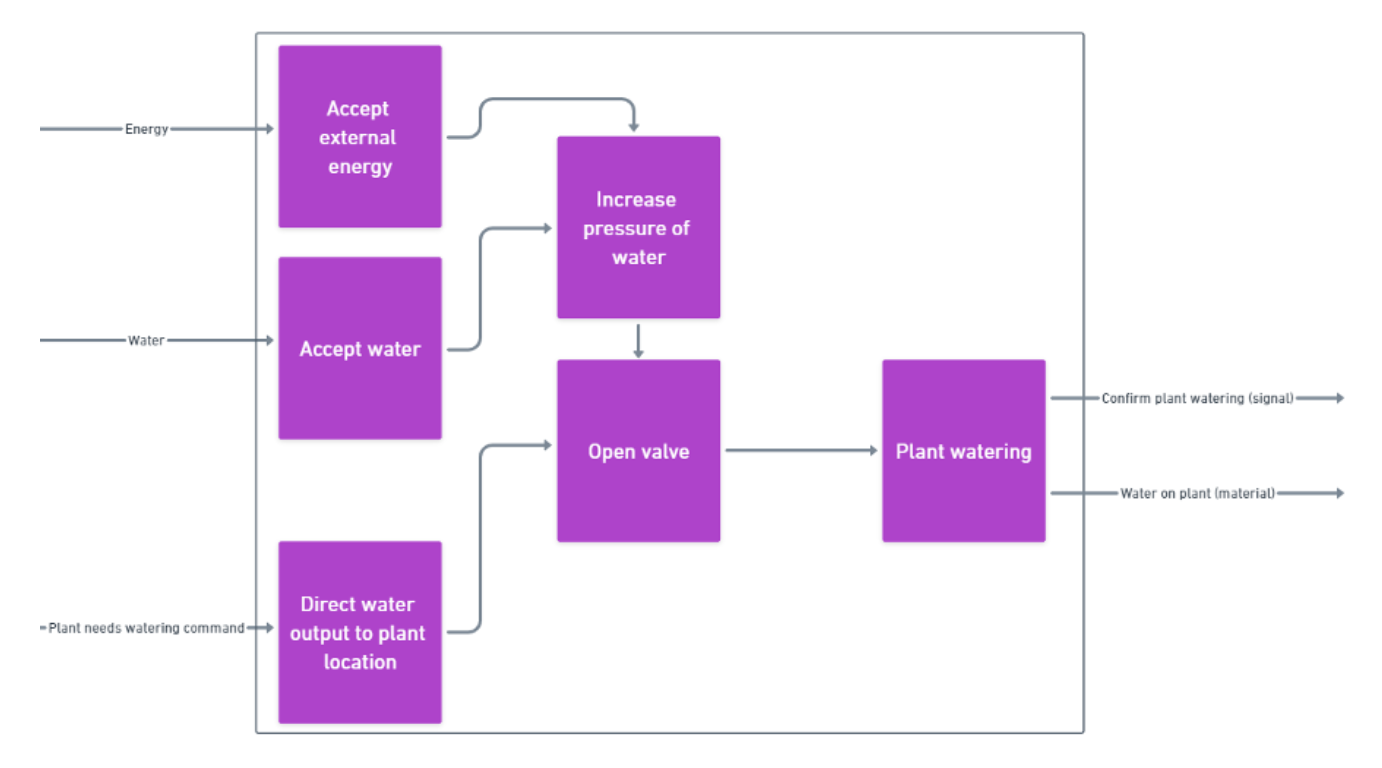 Energy
Accept
external
energy
Increase
pressure of
water
Water
Accept water
Open valve
Plant watering
Confirm plant watering (signal)
Water on plant (material)
Plant needs watering command
Direct water
output to plant
location